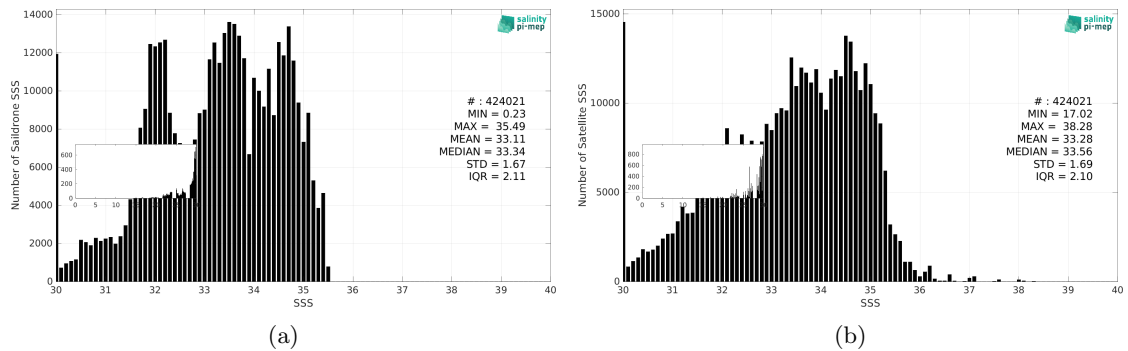 14000
12000
10000
8000
6000
4000
2000
0
Number of Saildrone SSS
salinity
pi-mep
# : 424021
MIN = 0.23
MAX = 35.49
MEAN = 33.11
MEDIAN = 33.34
STD = 1.67
IQR = 2.11
600
400
200
0
0 5 10
30 31 32 33 34 35 36 37 38 39 40
SSS
(a)
15000
10000
5000
0
Number of Satellite SSS
salinity
pi-mep
# : 424021
MIN = 17.02
MAX = 38.28
MEAN = 33.28
MEDIAN = 33.56
STD = 1.69
IQR = 2.10
800
600
400
200
0
0 5 10
30 31 32 33 34 35 36 37 38 39 40
SSS
(b)